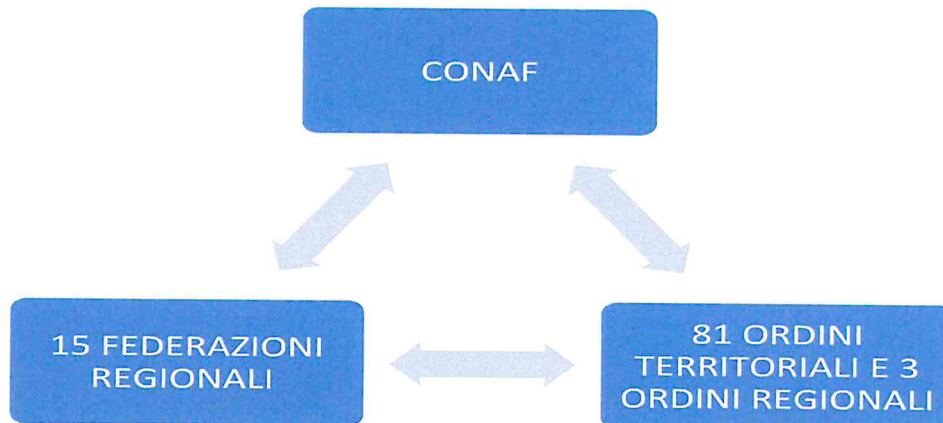 CONAF
15 FEDERAZIONI
REGIONALI
81 ORDINI
TERRITORIALI E 3
ORDINI REGIONALI